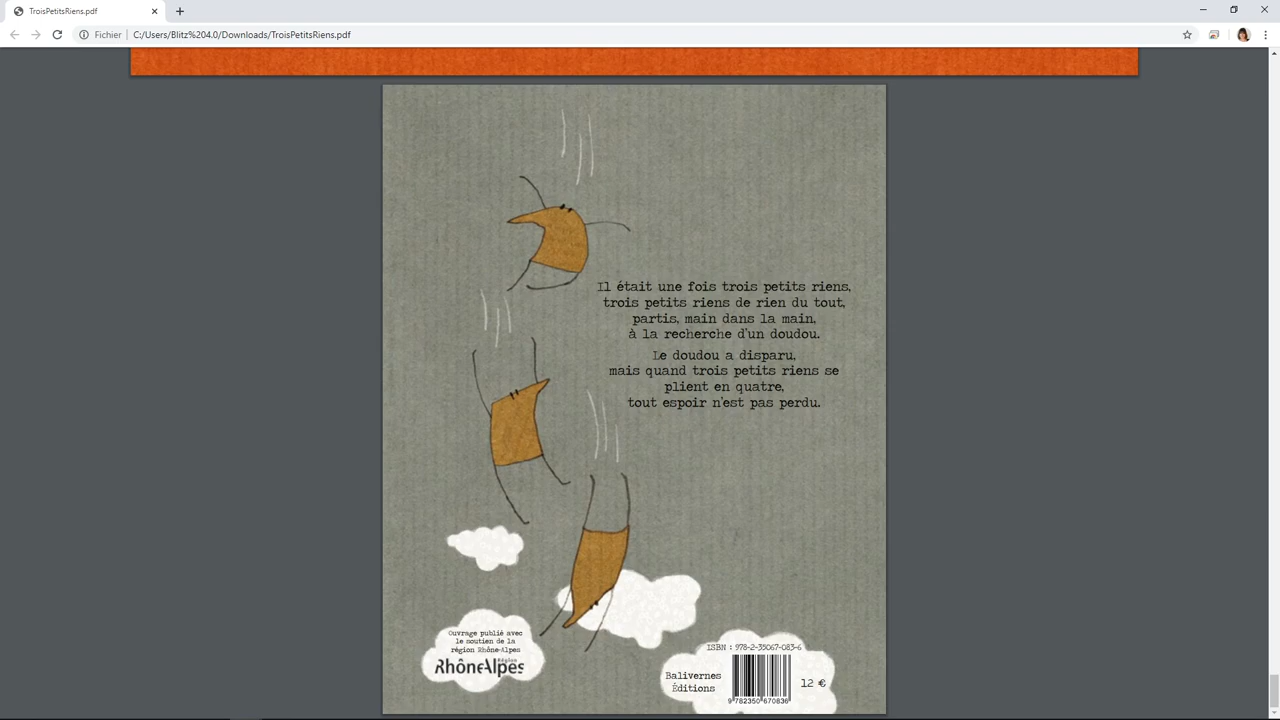 TroisPetitsRiens.pdf
Fichier
C:/Users/Blitz%204.0/Downloads/TroisPetitsRiens.pdf
Il était une fois trois petits riens,
trois petits riens de rien du tout,
partis, main dans la main,
à la recherche d'un doudou.
Le doudou a disparu,
mais quand trois petits riens se
plient en quatre,
tout espoir n'est pas perdu.
Ouvrage publié avec
le soutien de la
région Rhône-Alpes
Région
RhôneAlpes
ISBN : 978-2-35067-083-6
Balivernes
Éditions
12 €
9782350670836